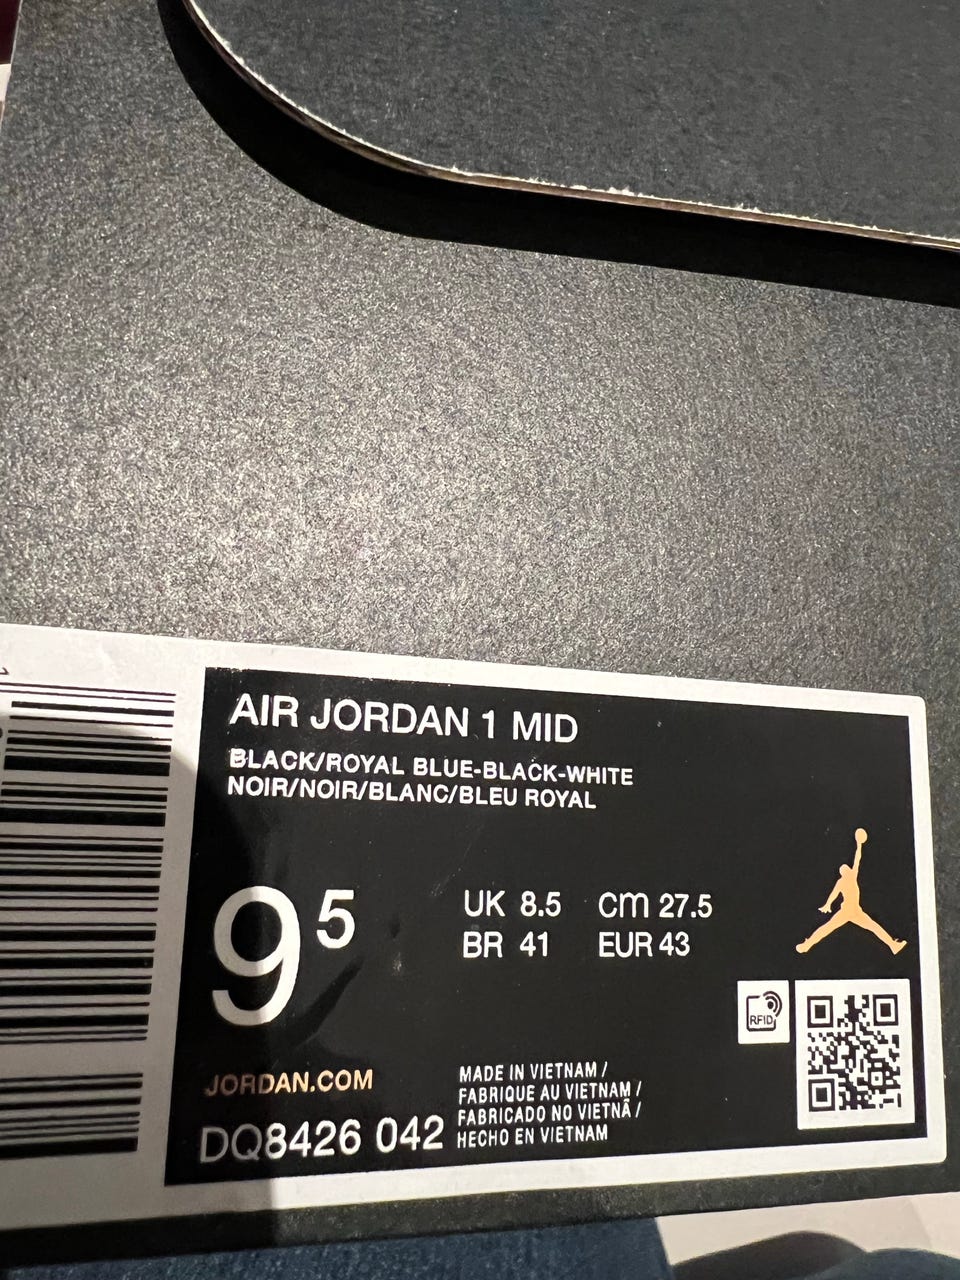 AIR JORDAN 1 MID
BLACK/ROYAL BLUE-BLACK-WHITE
NOIR/NOIR/BLANC/BLEU ROYAL
9 5
UK 8.5 CM 27.5
BR 41 EUR 43
RFID
JORDAN.COM
DQ8426 042
MADE IN VIETNAM /
FABRIQUE AU VIETNAM /
FABRICADO NO VIETNÃ /
HECHO EN VIETNAM